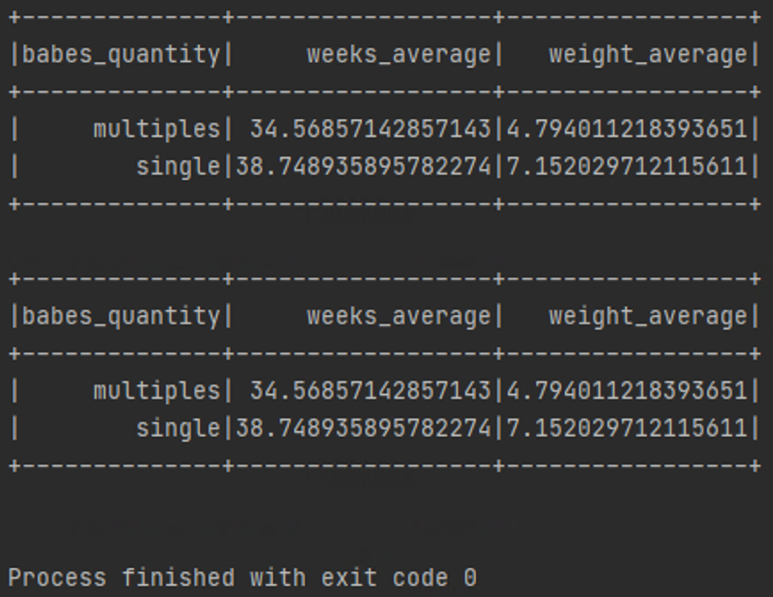 +--------------+------------------+-----------------+
|babes_quantity|     weeks_average|   weight_average|
+--------------+------------------+-----------------+
|     multiples| 34.56857142857143|4.794011218393651|
|        single|38.748935895782274|7.152029712115611|
+--------------+------------------+-----------------+
+--------------+------------------+-----------------+
|babes_quantity|     weeks_average|   weight_average|
+--------------+------------------+-----------------+
|     multiples| 34.56857142857143|4.794011218393651|
|        single|38.748935895782274|7.152029712115611|
+--------------+------------------+-----------------+
Process finished with exit code 0